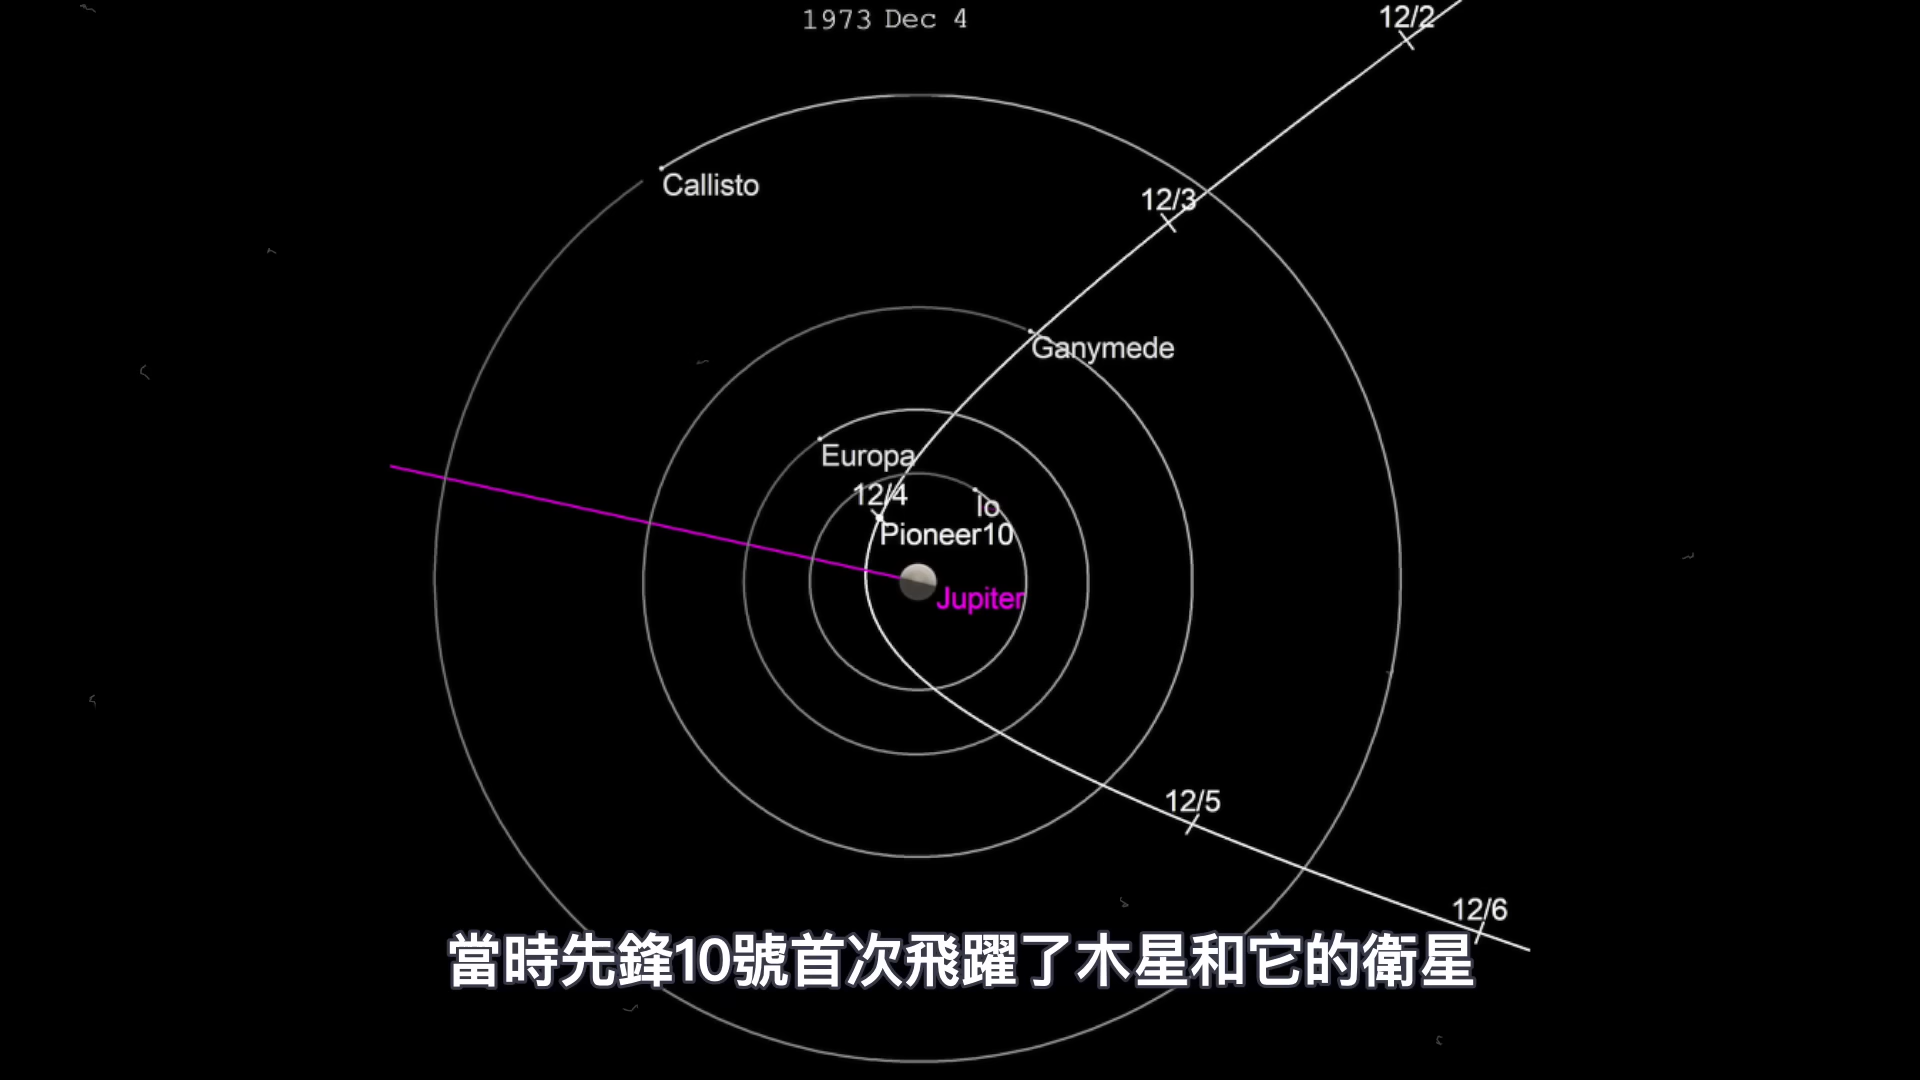 1973 Dec 4
12/2
Callisto
12/3
Ganymede
Europa
12/4
Io
Pioneer10
Jupiter
12/5
12/6
當時先鋒10號首次飛躍了木星和它的衛星